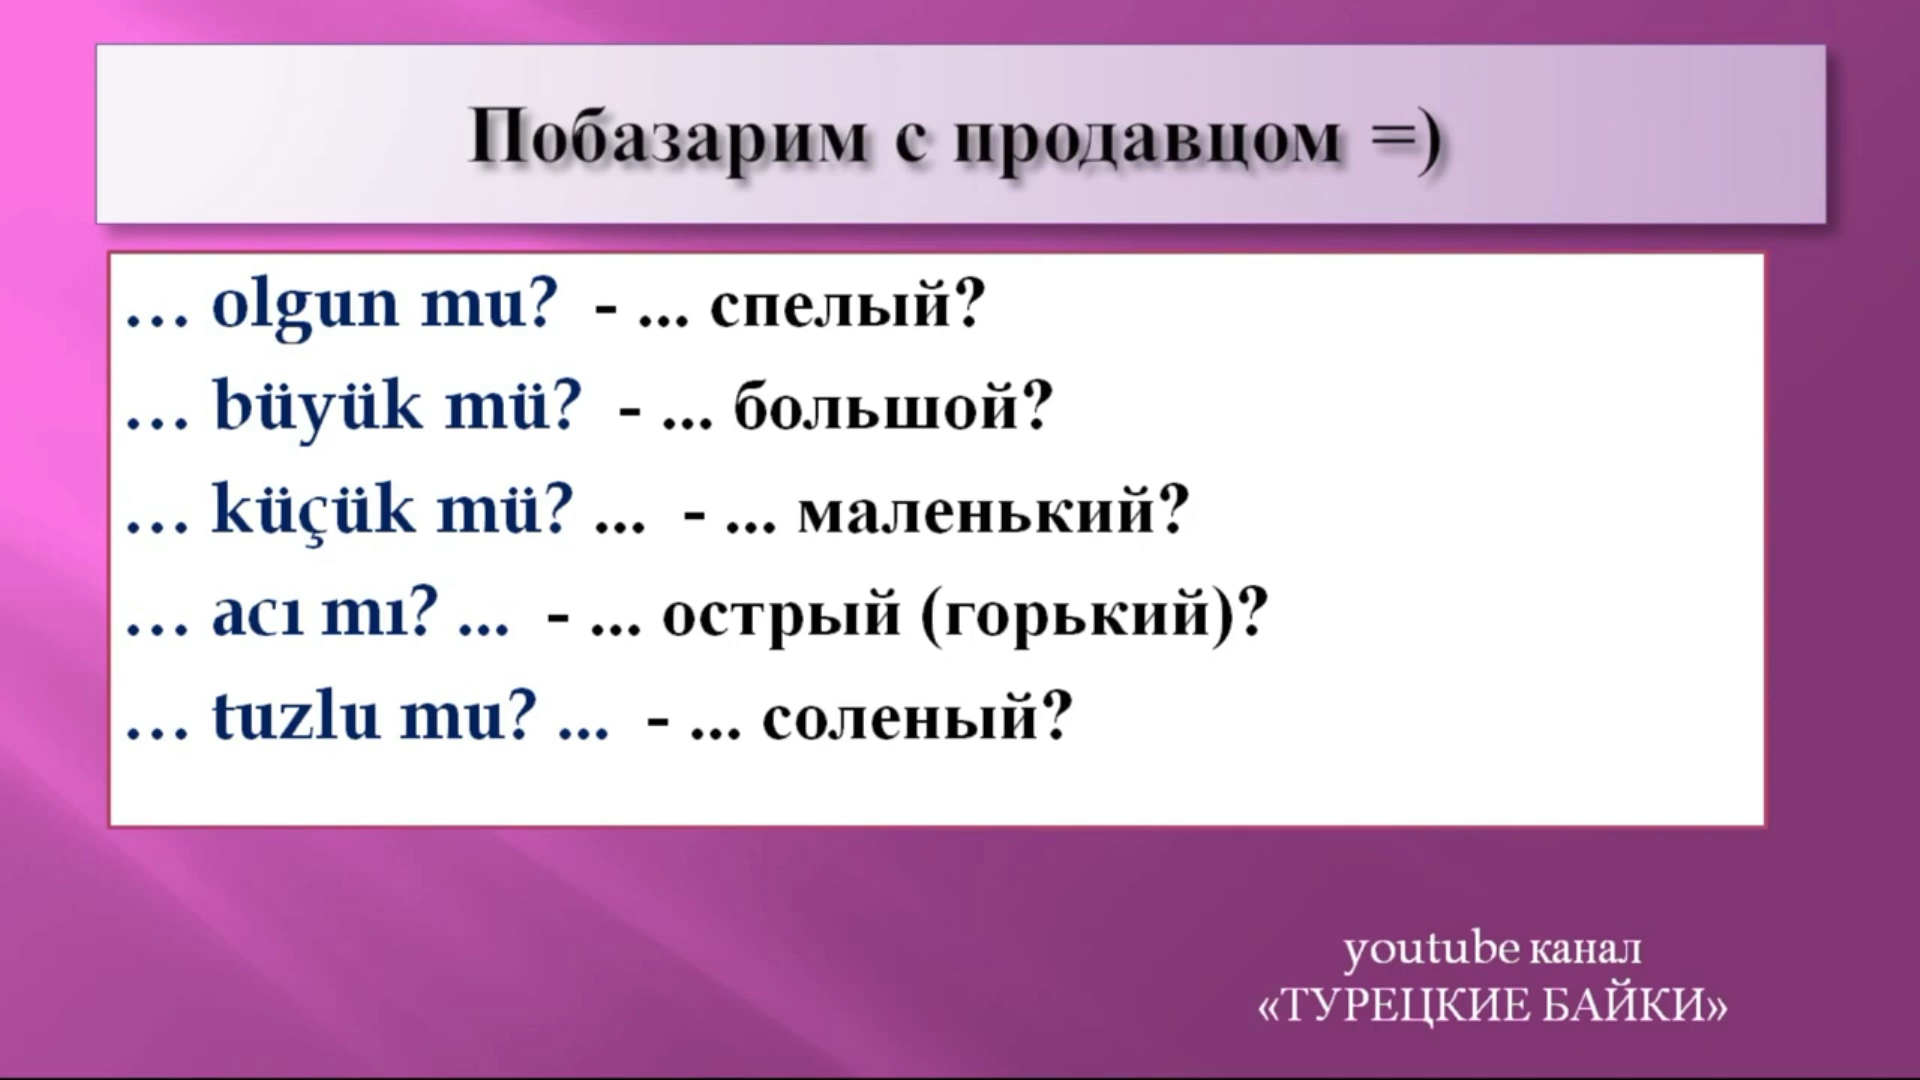 Побазарим с продавцом =)
… olgun mu? - ... спелый?
… büyük mü? - ... большой?
… küçük mü? ... - ... маленький?
… acı mı? ... - ... острый (горький)?
… tuzlu mu? ... - ... соленый?
youtube канал
«ТУРЕЦКИЕ БАЙКИ»